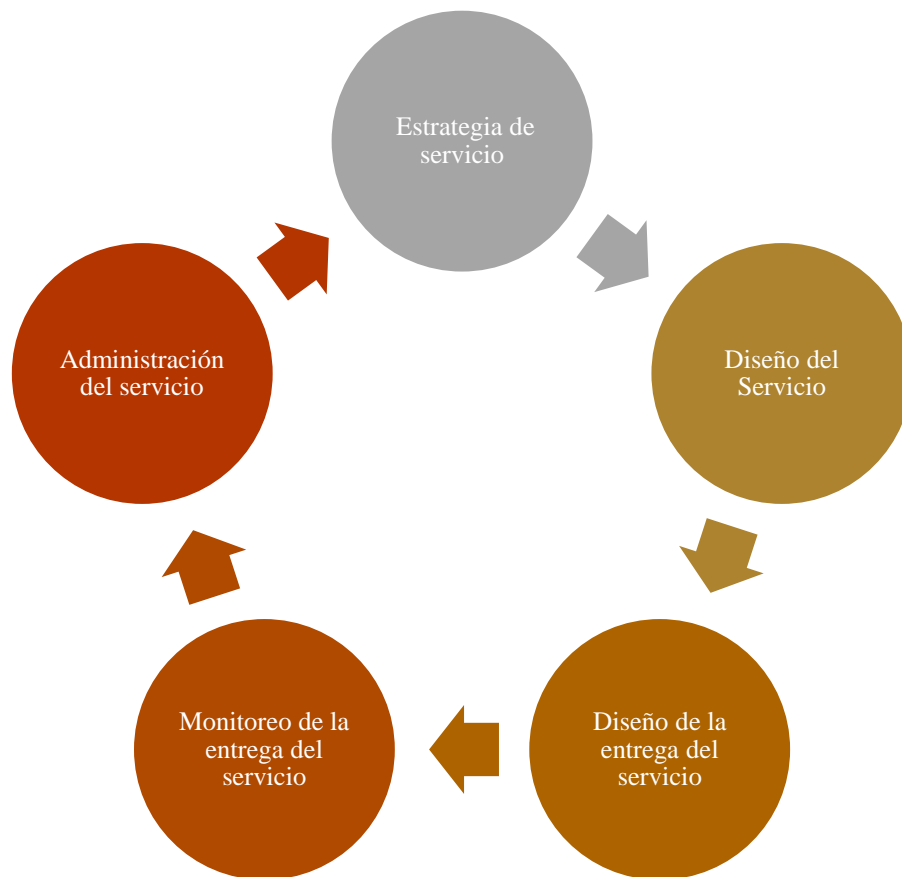 Estrategia de
servicio
Diseño del
Servicio
Diseño de la
entrega del
servicio
Monitoreo de la
entrega del
servicio
Administración
del servicio